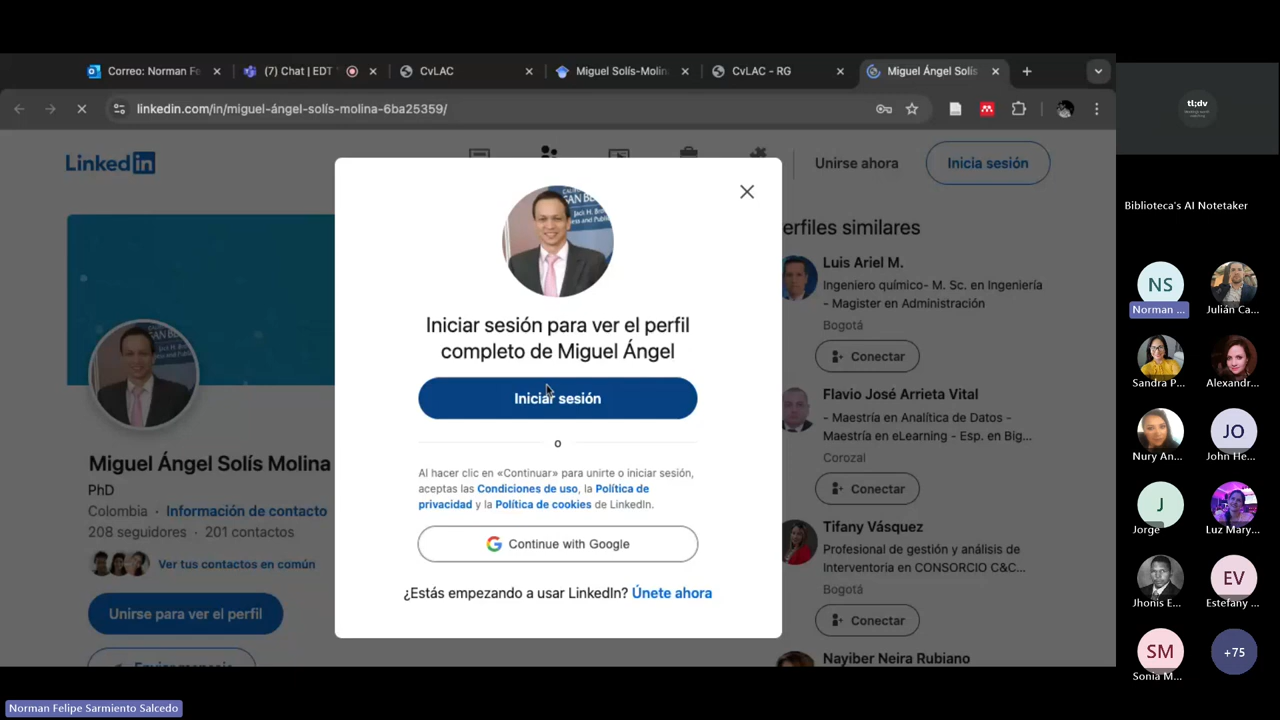 Correo: Norman Fe
(7) Chat | EDT
CvLAC
Miguel Solís-Molin
CvLAC - RG
Miguel Ángel Solís
linkedin.com/in/miguel-ángel-solís-molina-6ba25359/
LinkedIn
Unirse ahora
Inicia sesión
Iniciar sesión para ver el perfil
completo de Miguel Ángel
Iniciar sesión
o
Al hacer clic en «Continuar» para unirte o iniciar sesión,
aceptas las Condiciones de uso, la Política de
privacidad y la Política de cookies de LinkedIn.
Continue with Google
¿Estás empezando a usar LinkedIn? Únete ahora
Miguel Ángel Solís Molina
PhD
Colombia · Información de contacto
208 seguidores · 201 contactos
Ver tus contactos en común
Unirse para ver el perfil
erfiles similares
Luis Ariel M.
Ingeniero químico- M. Sc. en Ingeniería
- Magister en Administración
Bogotá
Conectar
Flavio José Arrieta Vital
- Maestría en Analítica de Datos -
Maestría en eLearning - Esp. en Big...
Corozal
Conectar
Tifany Vásquez
Profesional de gestión y análisis de
Interventoria en CONSORCIO C&C...
Bogotá
Conectar
Nayiber Neira Rubiano
tl;dv
Biblioteca's AI Notetaker
NS
Norman ...
Julián Ca...
Sandra P...
Alexandr...
Nury An...
JO
John He...
J
Jorge
Luz Mary...
Jhonis E...
EV
Estefany ...
SM
Sonia M...
+75
Norman Felipe Sarmiento Salcedo